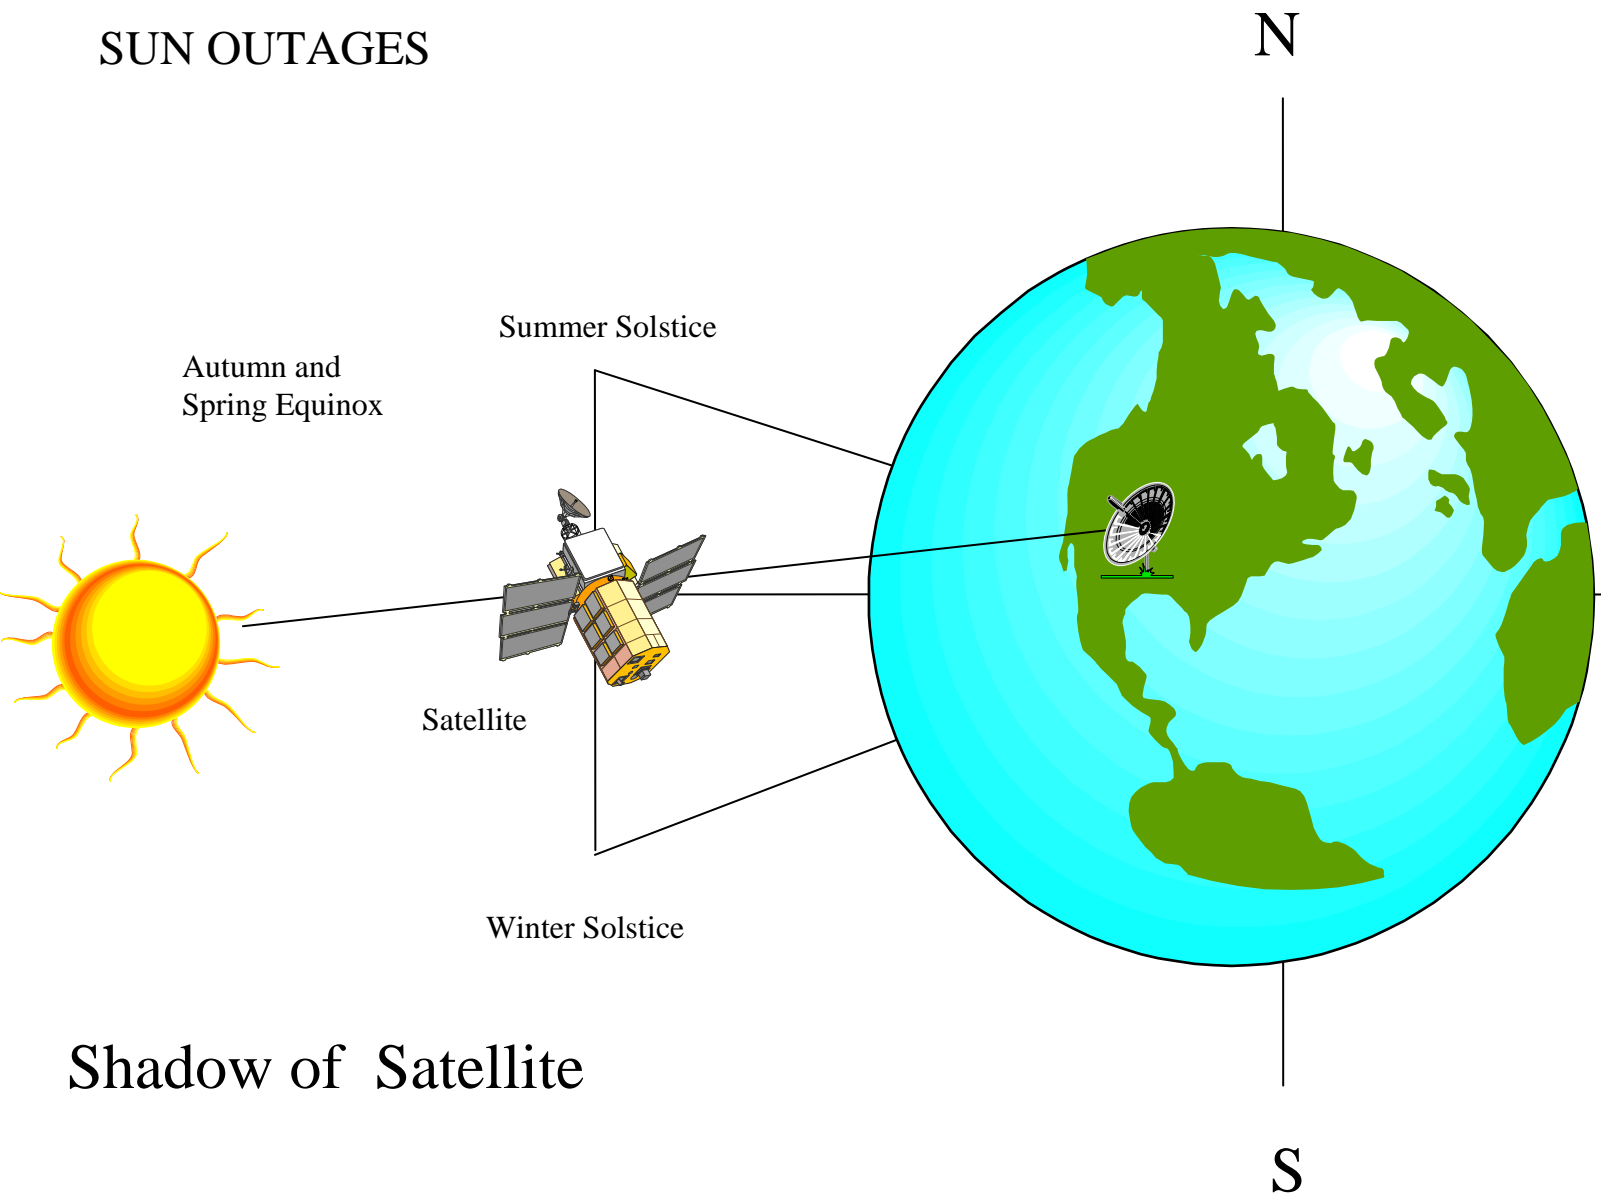 SUN OUTAGES
N
Summer Solstice
Autumn and
Spring Equinox
Satellite
Winter Solstice
Shadow of  Satellite
S